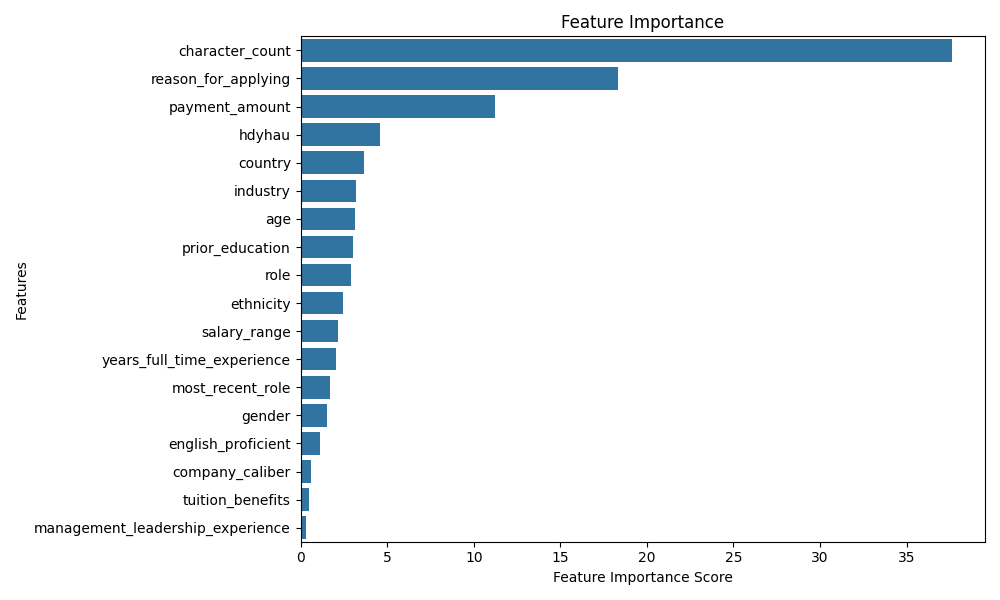 Feature Importance
character_count
reason_for_applying
payment_amount
hdyhau
country
industry
age
prior_education
role
ethnicity
salary_range
years_full_time_experience
most_recent_role
gender
english_proficient
company_caliber
tuition_benefits
management_leadership_experience
Features
0 5 10 15 20 25 30 35
Feature Importance Score